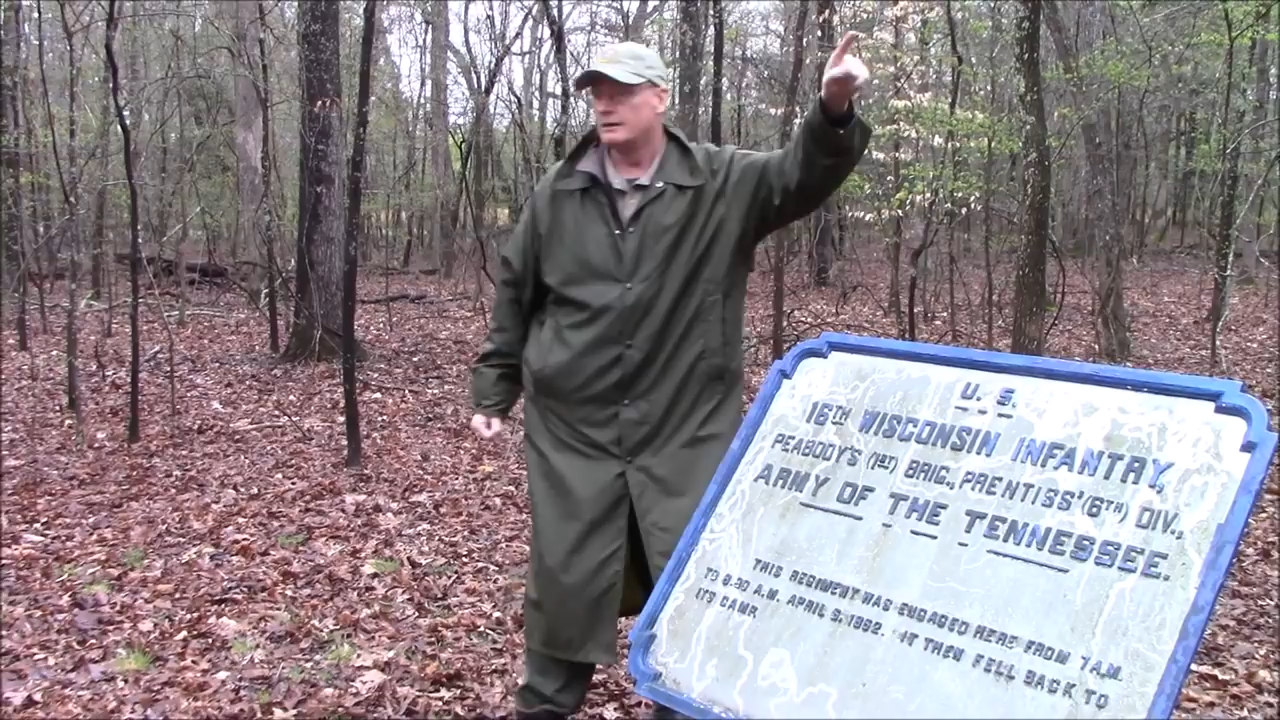 U. S.
16TH WISCONSIN INFANTRY,
PEABODY'S (1ST) BRIG., PRENTISS' (6TH) DIV.,
ARMY OF THE TENNESSEE.
THIS REGIMENT WAS ENGAGED HERE FROM 7 A.M.
TO 8.30 A.M. APRIL 6, 1862. IT THEN FELL BACK TO
ITS CAMP.